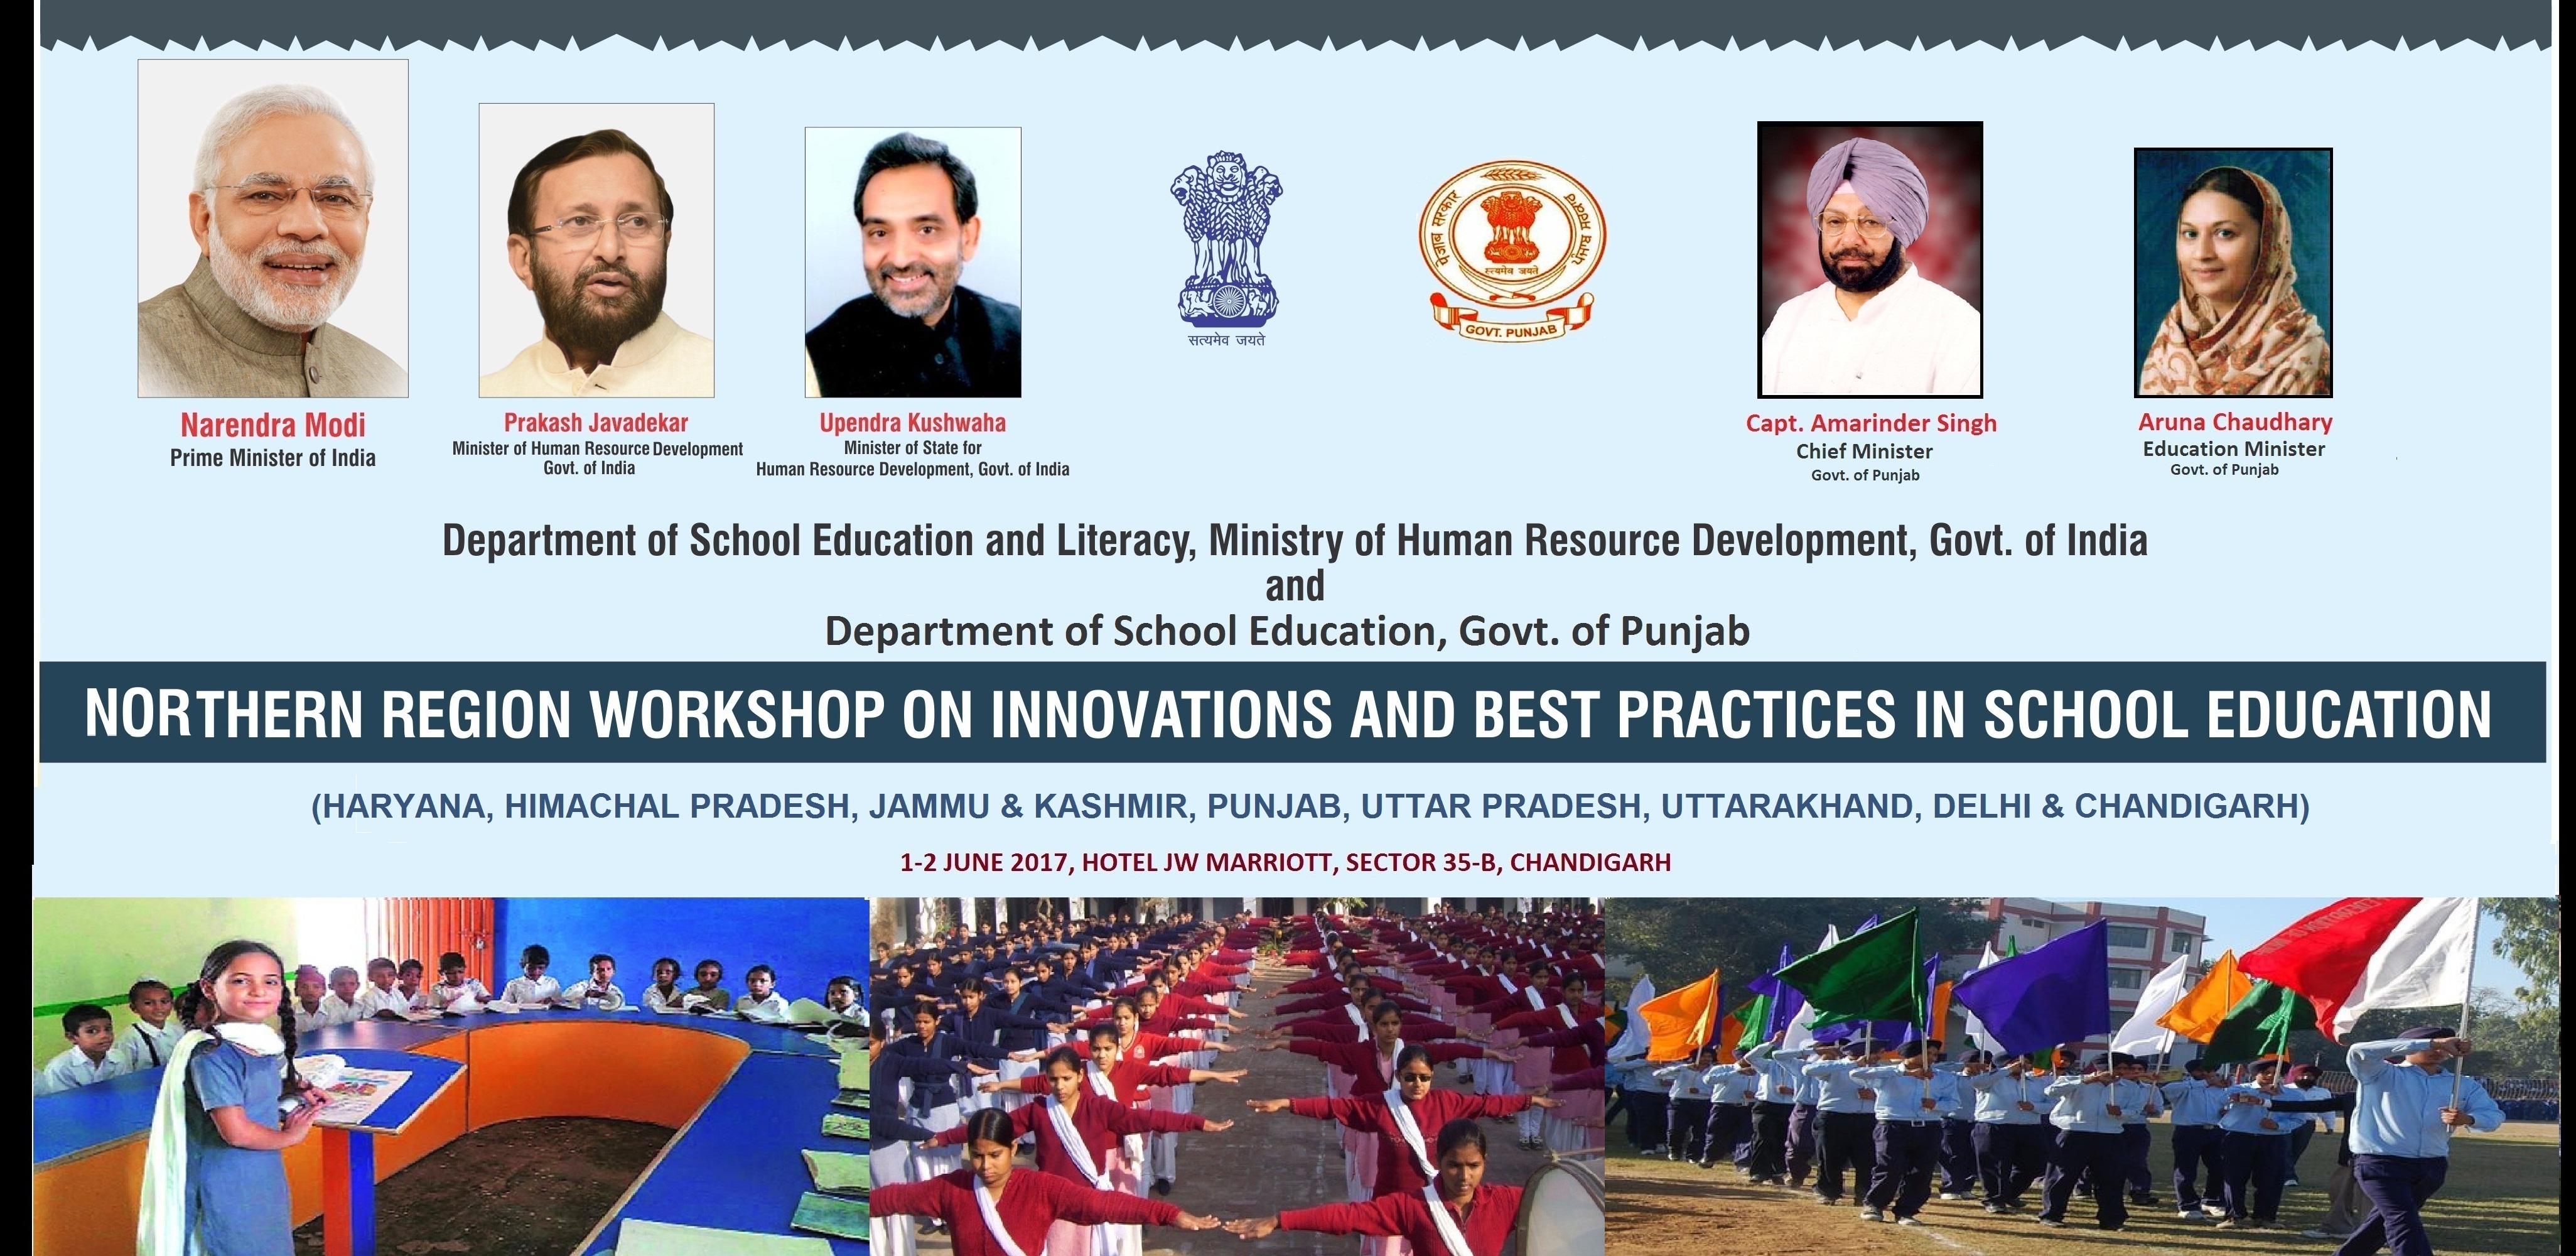 Narendra Modi
Prime Minister of India
Prakash Javadekar
Minister of Human Resource Development
Govt. of India
Upendra Kushwaha
Minister of State for
Human Resource Development, Govt. of India
सत्यमेव जयते
पंजाब सरकार
सत्यमेव जयते
GOVT. PUNJAB
Capt. Amarinder Singh
Chief Minister
Govt. of Punjab
Aruna Chaudhary
Education Minister
Govt. of Punjab
Department of School Education and Literacy, Ministry of Human Resource Development, Govt. of India
and
Department of School Education, Govt. of Punjab
NORTHERN REGION WORKSHOP ON INNOVATIONS AND BEST PRACTICES IN SCHOOL EDUCATION
(HARYANA, HIMACHAL PRADESH, JAMMU & KASHMIR, PUNJAB, UTTAR PRADESH, UTTARAKHAND, DELHI & CHANDIGARH)
1-2 JUNE 2017, HOTEL JW MARRIOTT, SECTOR 35-B, CHANDIGARH